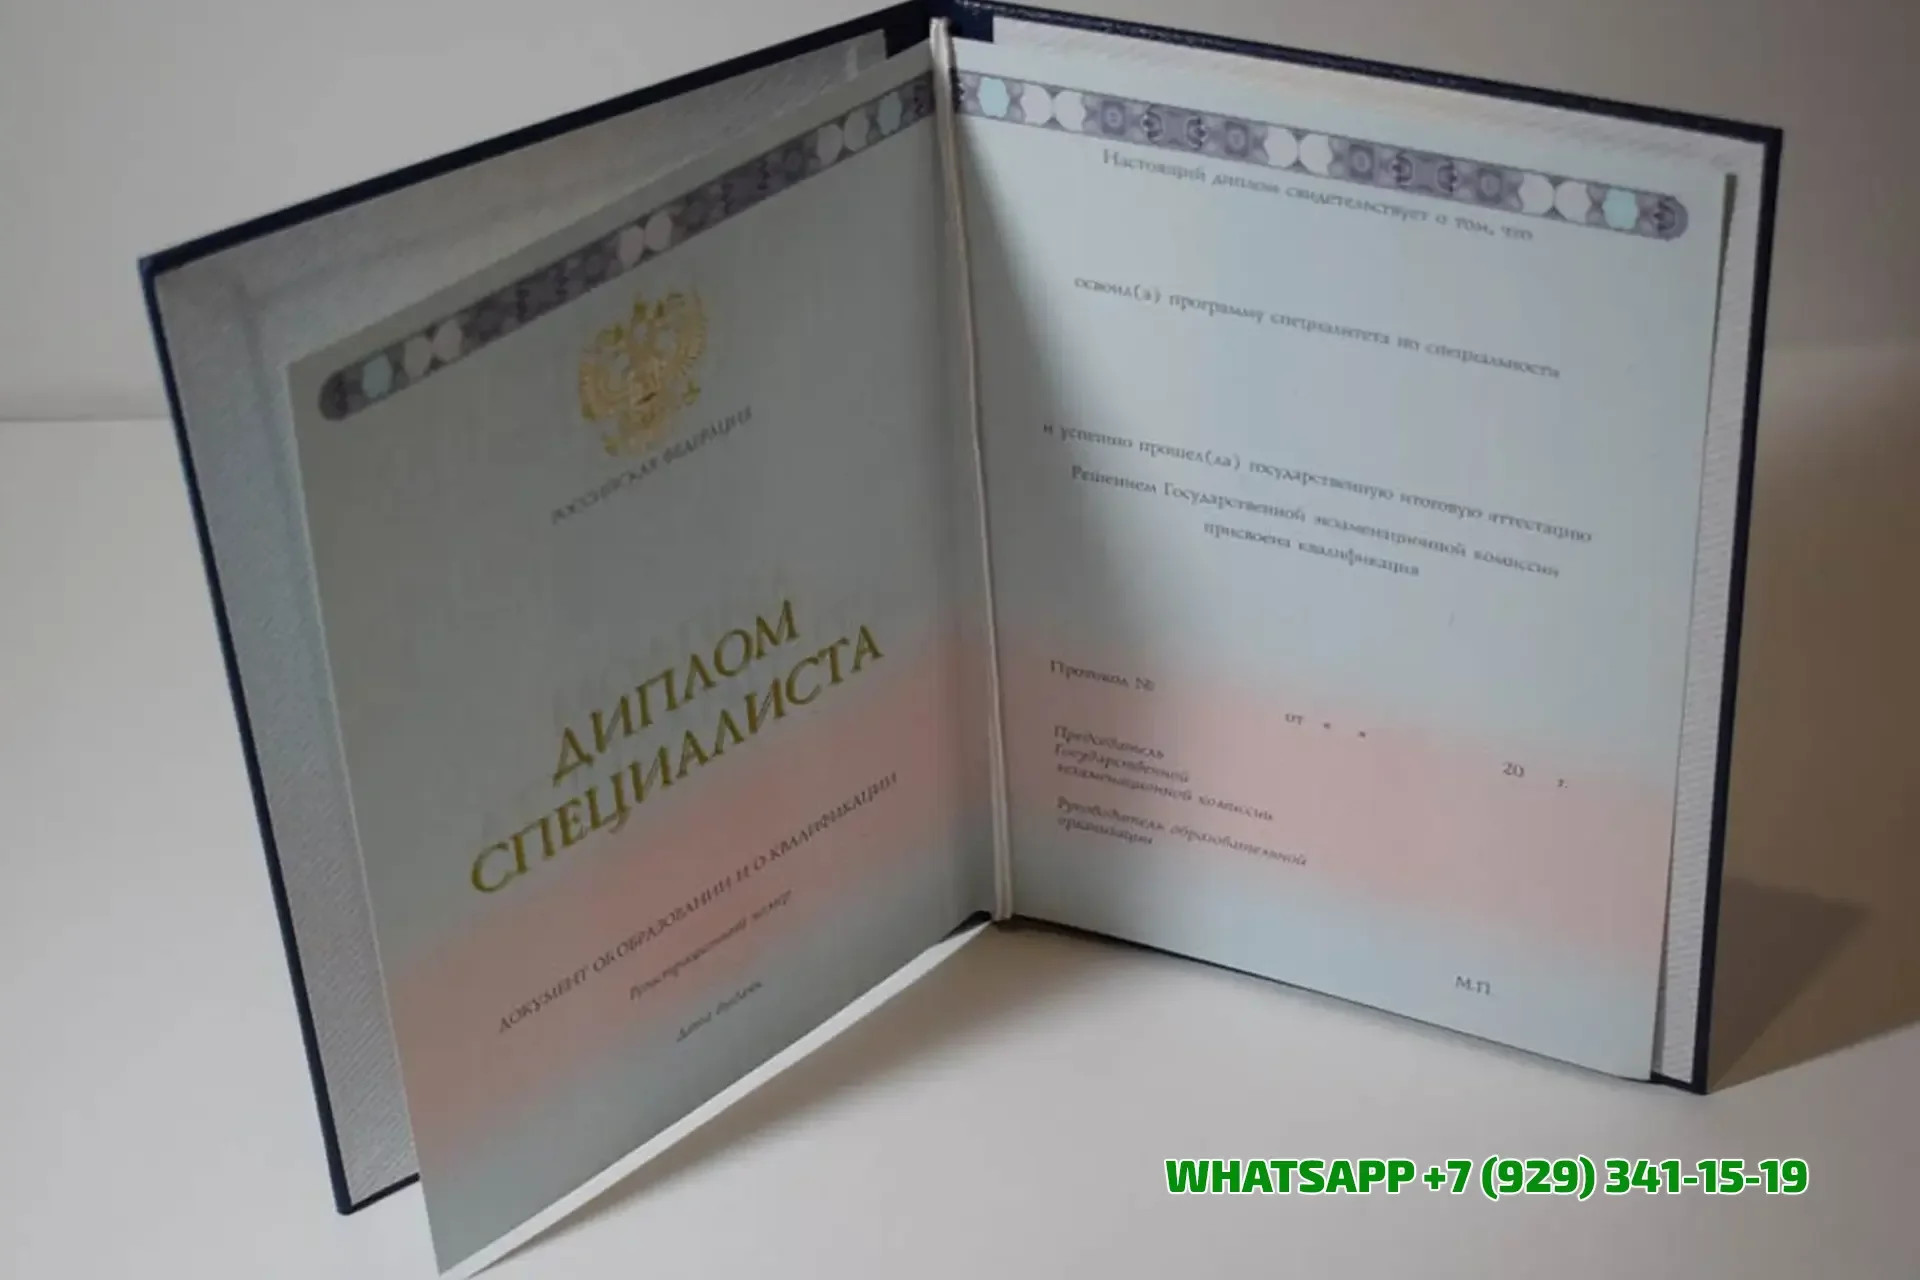 РОССИЙСКАЯ ФЕДЕРАЦИЯ
ДИПЛОМ
СПЕЦИАЛИСТА
ДОКУМЕНТ ОБ ОБРАЗОВАНИИ И О КВАЛИФИКАЦИИ
Регистрационный номер
Дата выдачи
Настоящий диплом свидетельствует о том, что
освоил(а) программу специалитета по специальности
и успешно прошел(ла) государственную итоговую аттестацию
Решением Государственной экзаменационной комиссии
присвоена квалификация
Протокол №
от « » 20 г.
Председатель
Государственной
экзаменационной комиссии
Руководитель образовательной
организации
М.П.
WHATSAPP +7 (929) 341-15-19